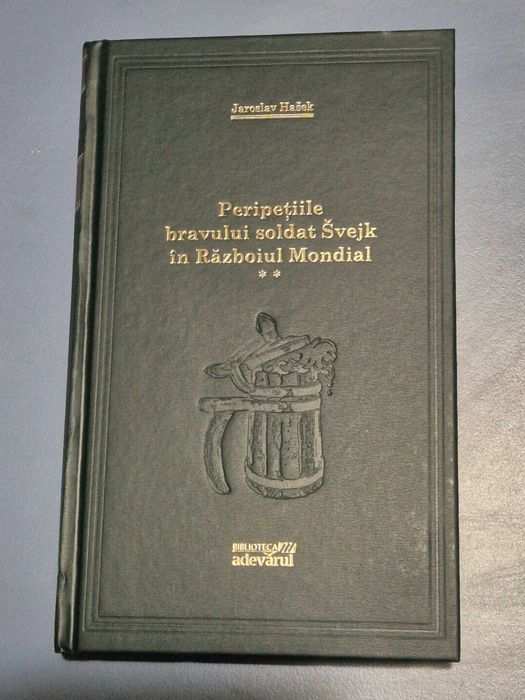 Jaroslav Hašek
Peripețiile
bravului soldat Švejk
în Războiul Mondial
* *
BIBLIOTECA
adevărul